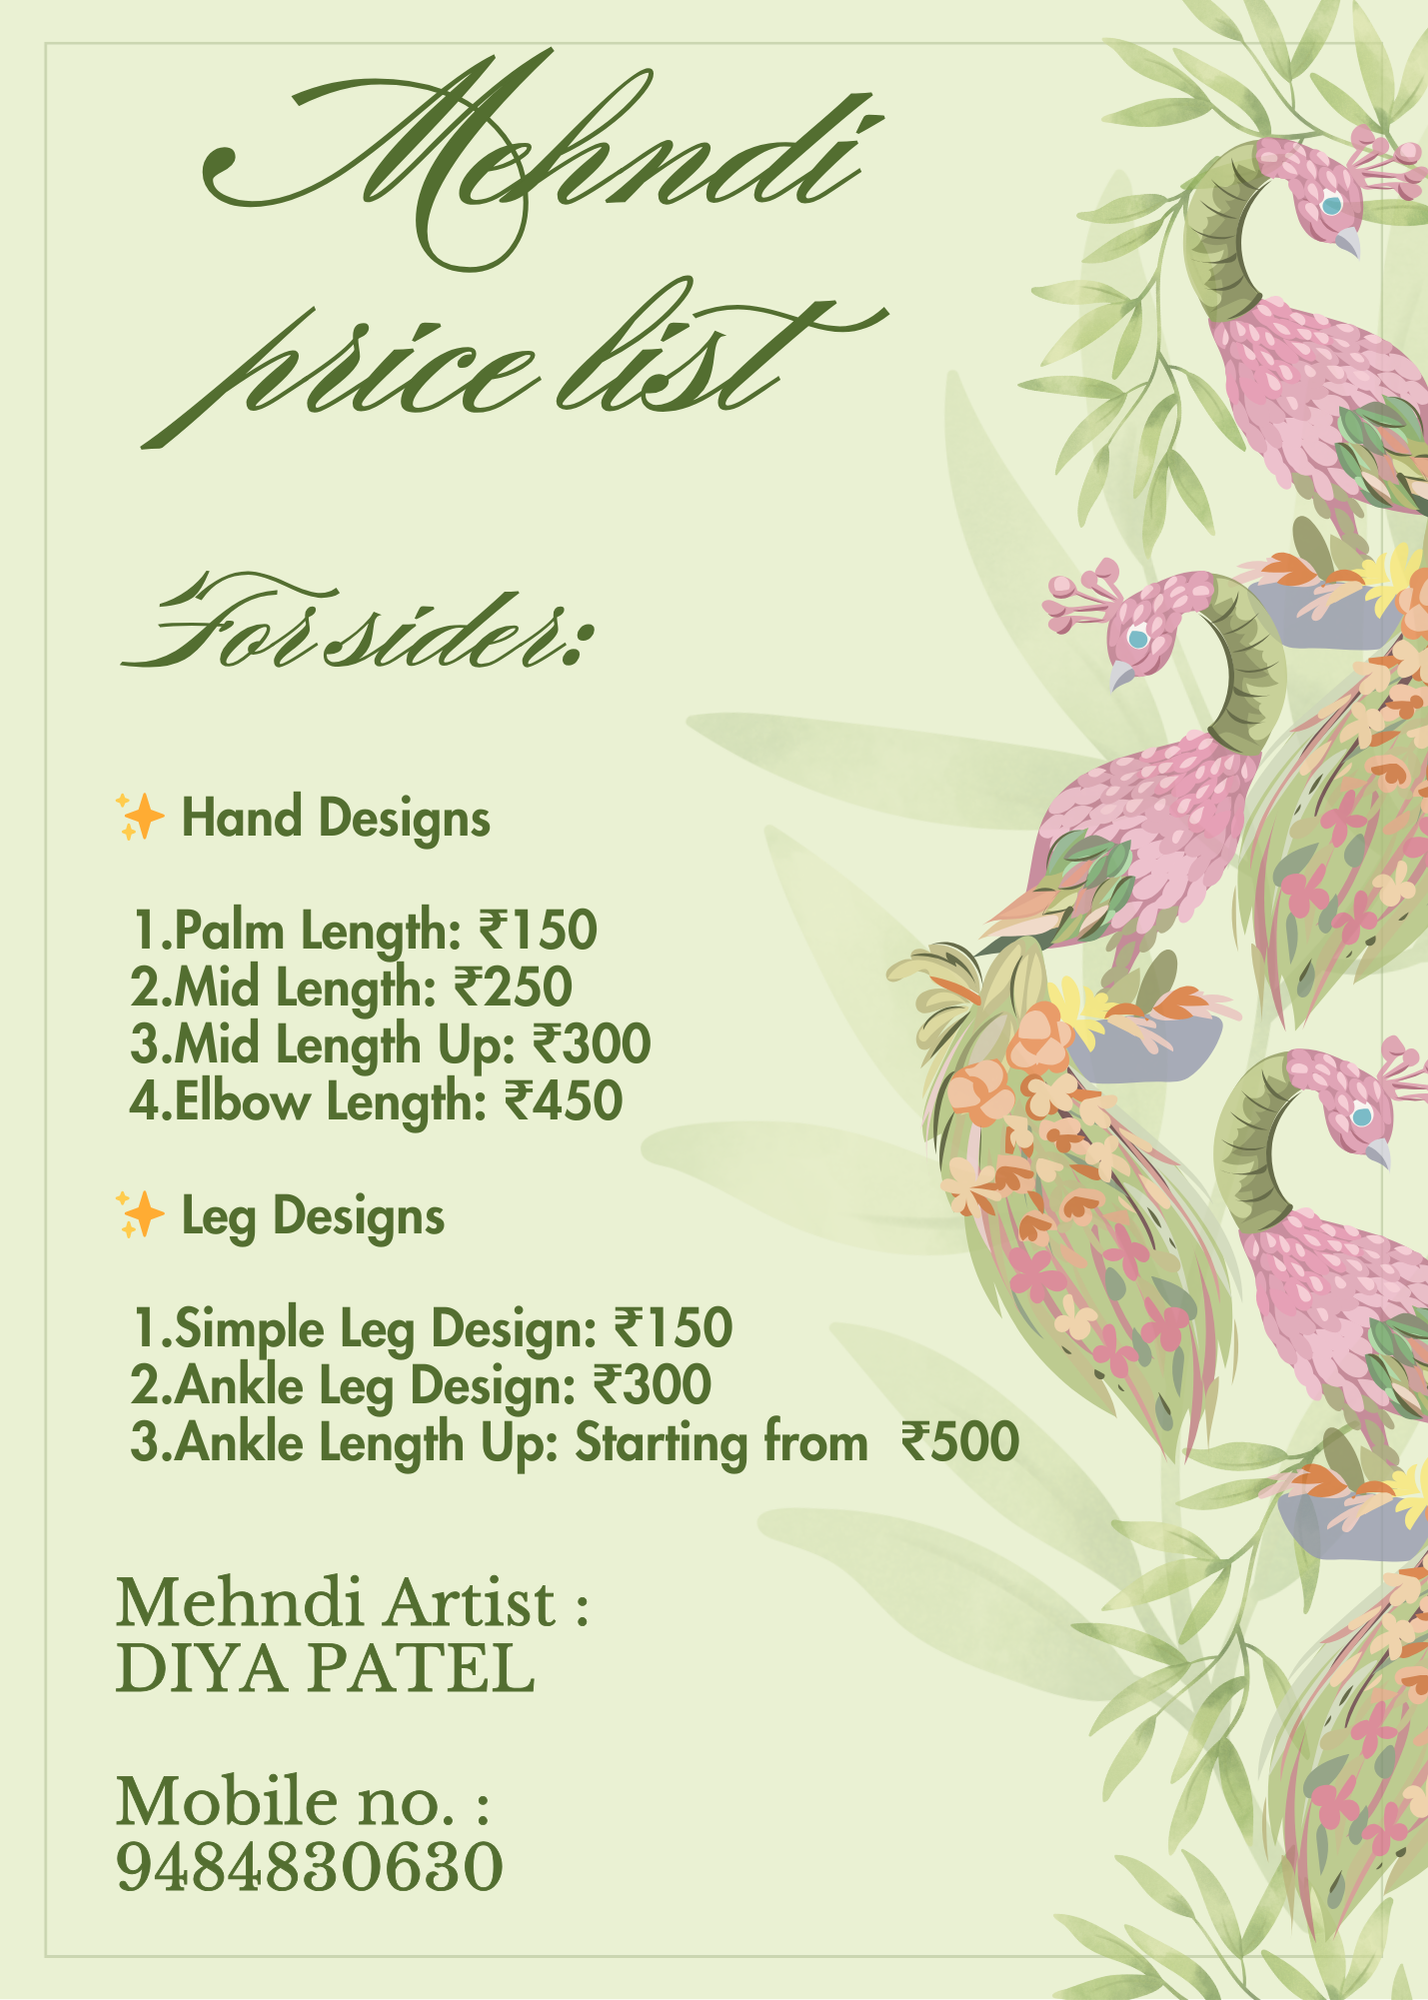 Mehndi
price list
For sider:
✨ Hand Designs
1.Palm Length: ₹150
2.Mid Length: ₹250
3.Mid Length Up: ₹300
4.Elbow Length: ₹450
✨ Leg Designs
1.Simple Leg Design: ₹150
2.Ankle Leg Design: ₹300
3.Ankle Length Up: Starting from ₹500
Mehndi Artist :
DIYA PATEL
Mobile no. :
9484830630